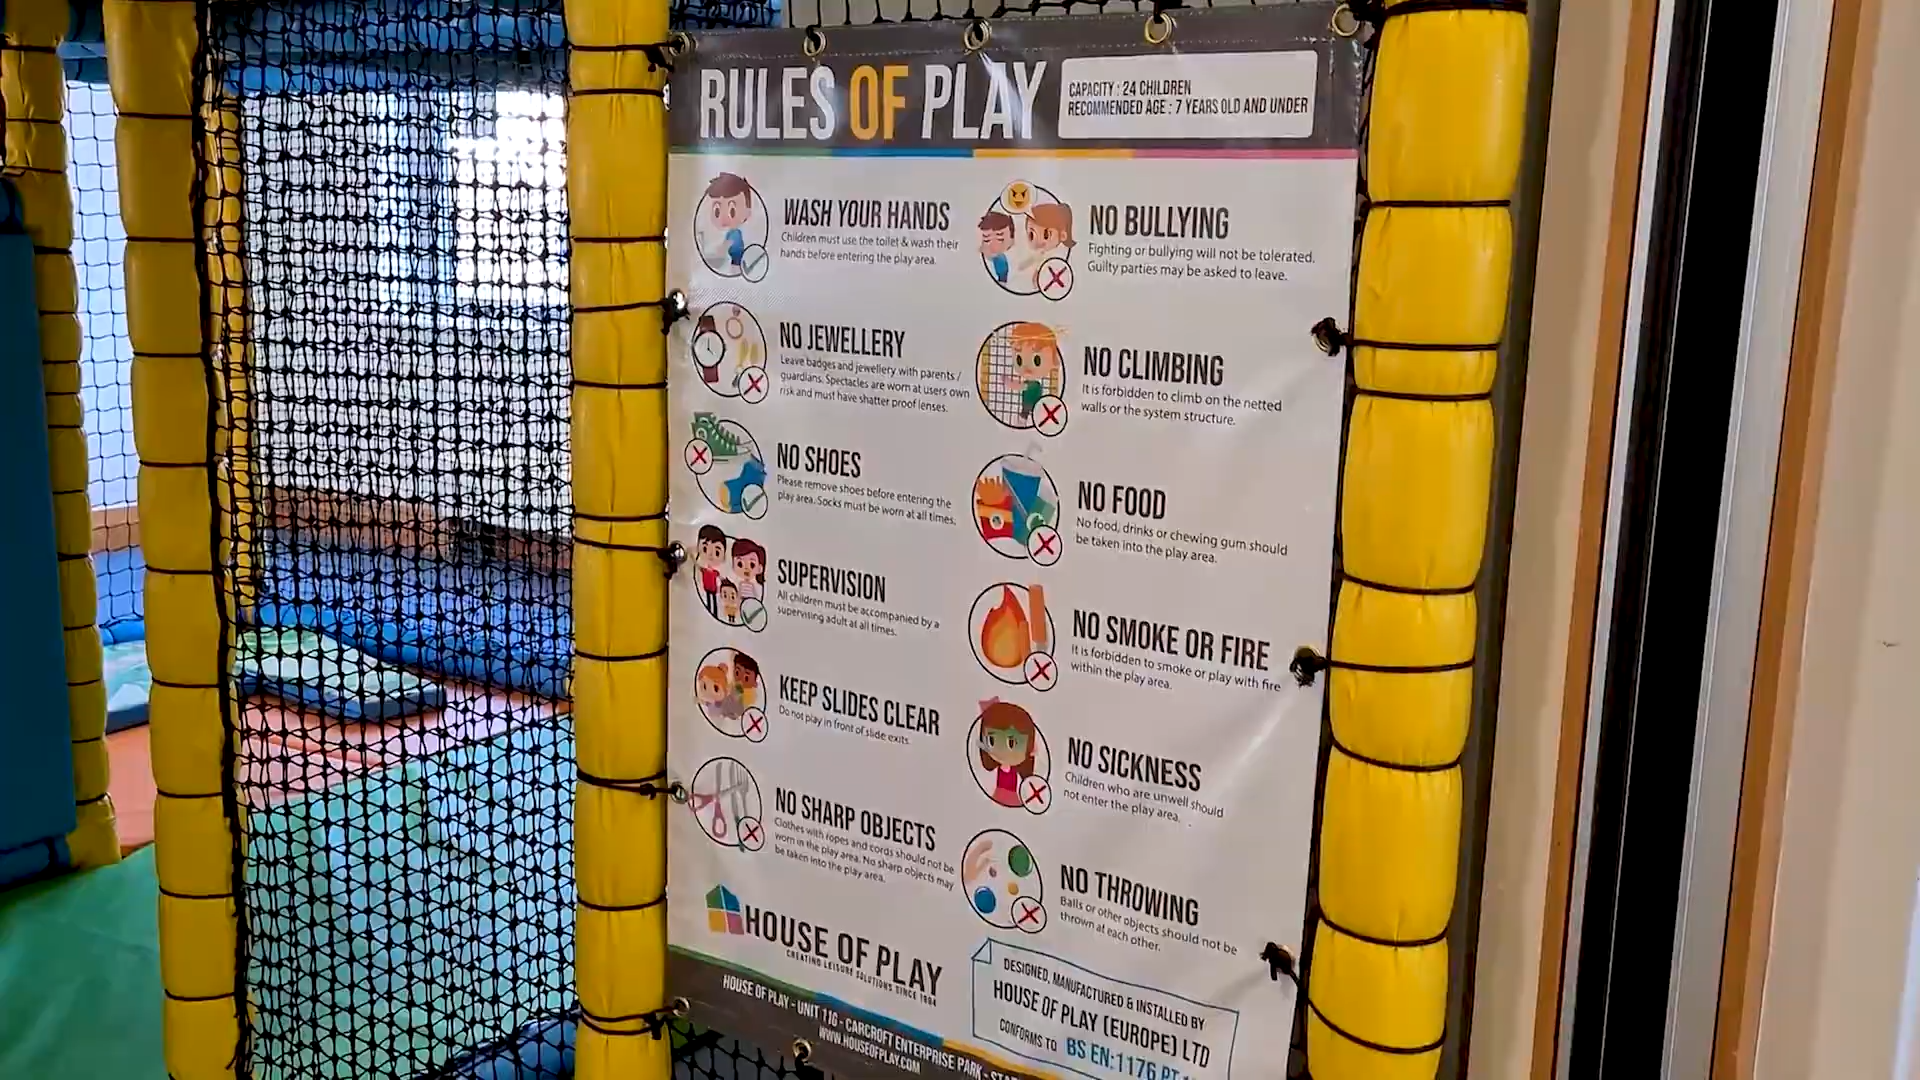 RULES OF PLAY
CAPACITY : 24 CHILDREN
RECOMMENDED AGE : 7 YEARS OLD AND UNDER
WASH YOUR HANDS
Children must use the toilet & wash their
hands before entering the play area.
NO JEWELLERY
Leave badges and jewellery with parents /
guardians. Spectacles are worn at users own
risk and must have shatter proof lenses.
NO SHOES
Please remove shoes before entering the
play area. Socks must be worn at all times.
SUPERVISION
All children must be accompanied by a
supervising adult at all times.
KEEP SLIDES CLEAR
Do not play in front of slide exits.
NO SHARP OBJECTS
Clothes with ropes and cords should not be
worn in the play area. No sharp objects may
be taken into the play area.
NO BULLYING
Fighting or bullying will not be tolerated.
Guilty parties may be asked to leave.
NO CLIMBING
It is forbidden to climb on the netted
walls or the system structure.
NO FOOD
No food, drinks or chewing gum should
be taken into the play area.
NO SMOKE OR FIRE
It is forbidden to smoke or play with fire
within the play area.
NO SICKNESS
Children who are unwell should
not enter the play area.
NO THROWING
Balls or other objects should not be
thrown at each other.
HOUSE OF PLAY
CREATING LEISURE SOLUTIONS SINCE 1984
DESIGNED, MANUFACTURED & INSTALLED BY
HOUSE OF PLAY (EUROPE) LTD
CONFORMS TO BS EN:1176 PT
HOUSE OF PLAY - UNIT 11G - CARCROFT ENTERPRISE PARK -
WWW.HOUSEOFPLAY.COM